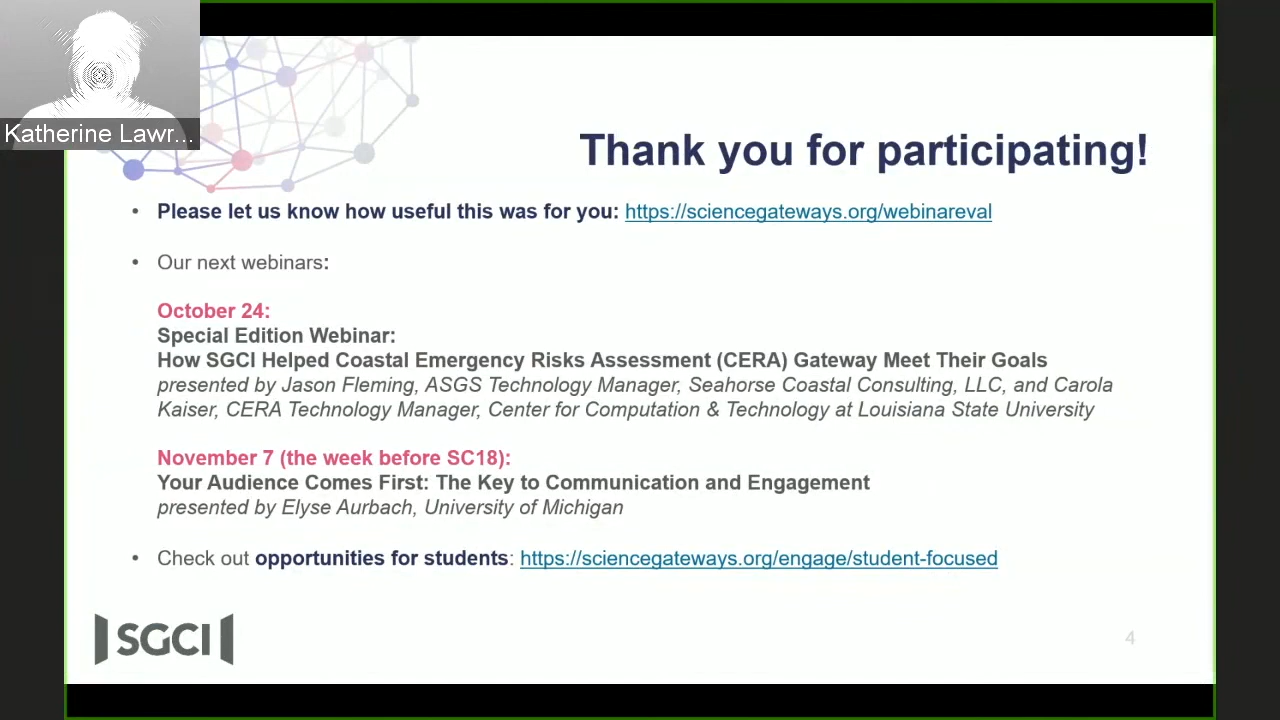 Katherine Lawr...
Thank you for participating!
• Please let us know how useful this was for you: https://sciencegateways.org/webinareval
• Our next webinars:
October 24:
Special Edition Webinar:
How SGCI Helped Coastal Emergency Risks Assessment (CERA) Gateway Meet Their Goals
presented by Jason Fleming, ASGS Technology Manager, Seahorse Coastal Consulting, LLC, and Carola
Kaiser, CERA Technology Manager, Center for Computation & Technology at Louisiana State University
November 7 (the week before SC18):
Your Audience Comes First: The Key to Communication and Engagement
presented by Elyse Aurbach, University of Michigan
• Check out opportunities for students: https://sciencegateways.org/engage/student-focused
SGCI
4